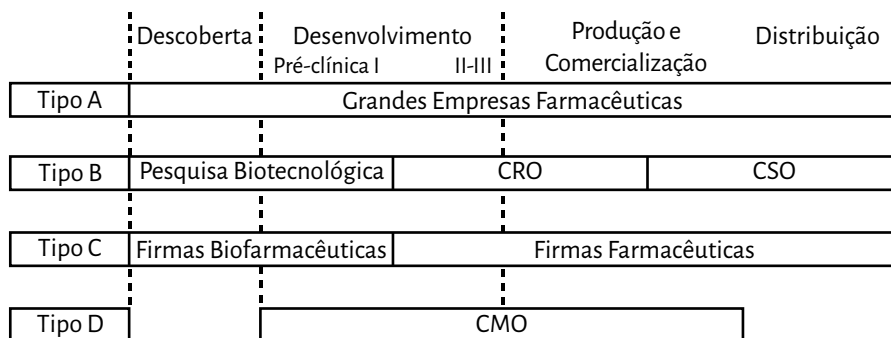 Descoberta Desenvolvimento Produção e Distribuição
Pré-clínica I II-III Comercialização
Tipo A Grandes Empresas Farmacêuticas
Tipo B Pesquisa Biotecnológica CRO CSO
Tipo C Firmas Biofarmacêuticas Firmas Farmacêuticas
Tipo D CMO